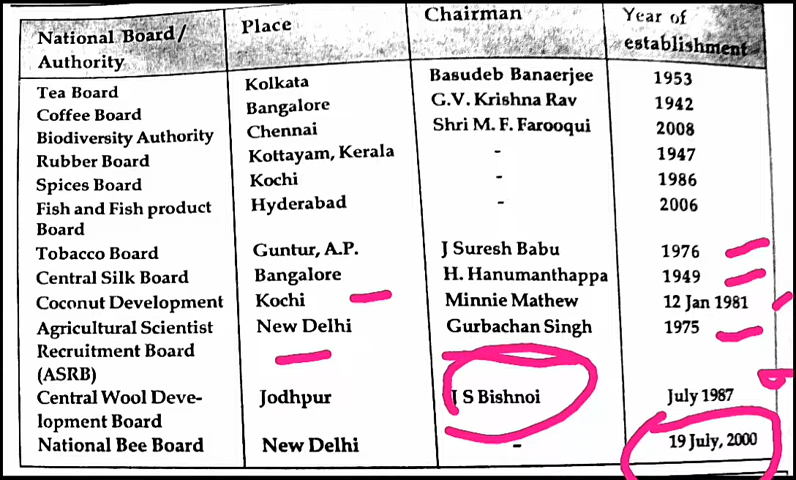 National Board/ Place Chairman Year of
Authority establishment
Tea Board Kolkata Basudeb Banaerjee 1953
Coffee Board Bangalore G.V. Krishna Rav 1942
Biodiversity Authority Chennai Shri M. F. Farooqui 2008
Rubber Board Kottayam, Kerala - 1947
Spices Board Kochi - 1986
Fish and Fish product Hyderabad - 2006
Board
Tobacco Board Guntur, A.P. J Suresh Babu 1976
Central Silk Board Bangalore H. Hanumanthappa 1949
Coconut Development Kochi Minnie Mathew 12 Jan 1981
Agricultural Scientist New Delhi Gurbachan Singh 1975
Recruitment Board
(ASRB)
Central Wool Deve- Jodhpur J S Bishnoi July 1987
lopment Board
National Bee Board New Delhi - 19 July, 2000